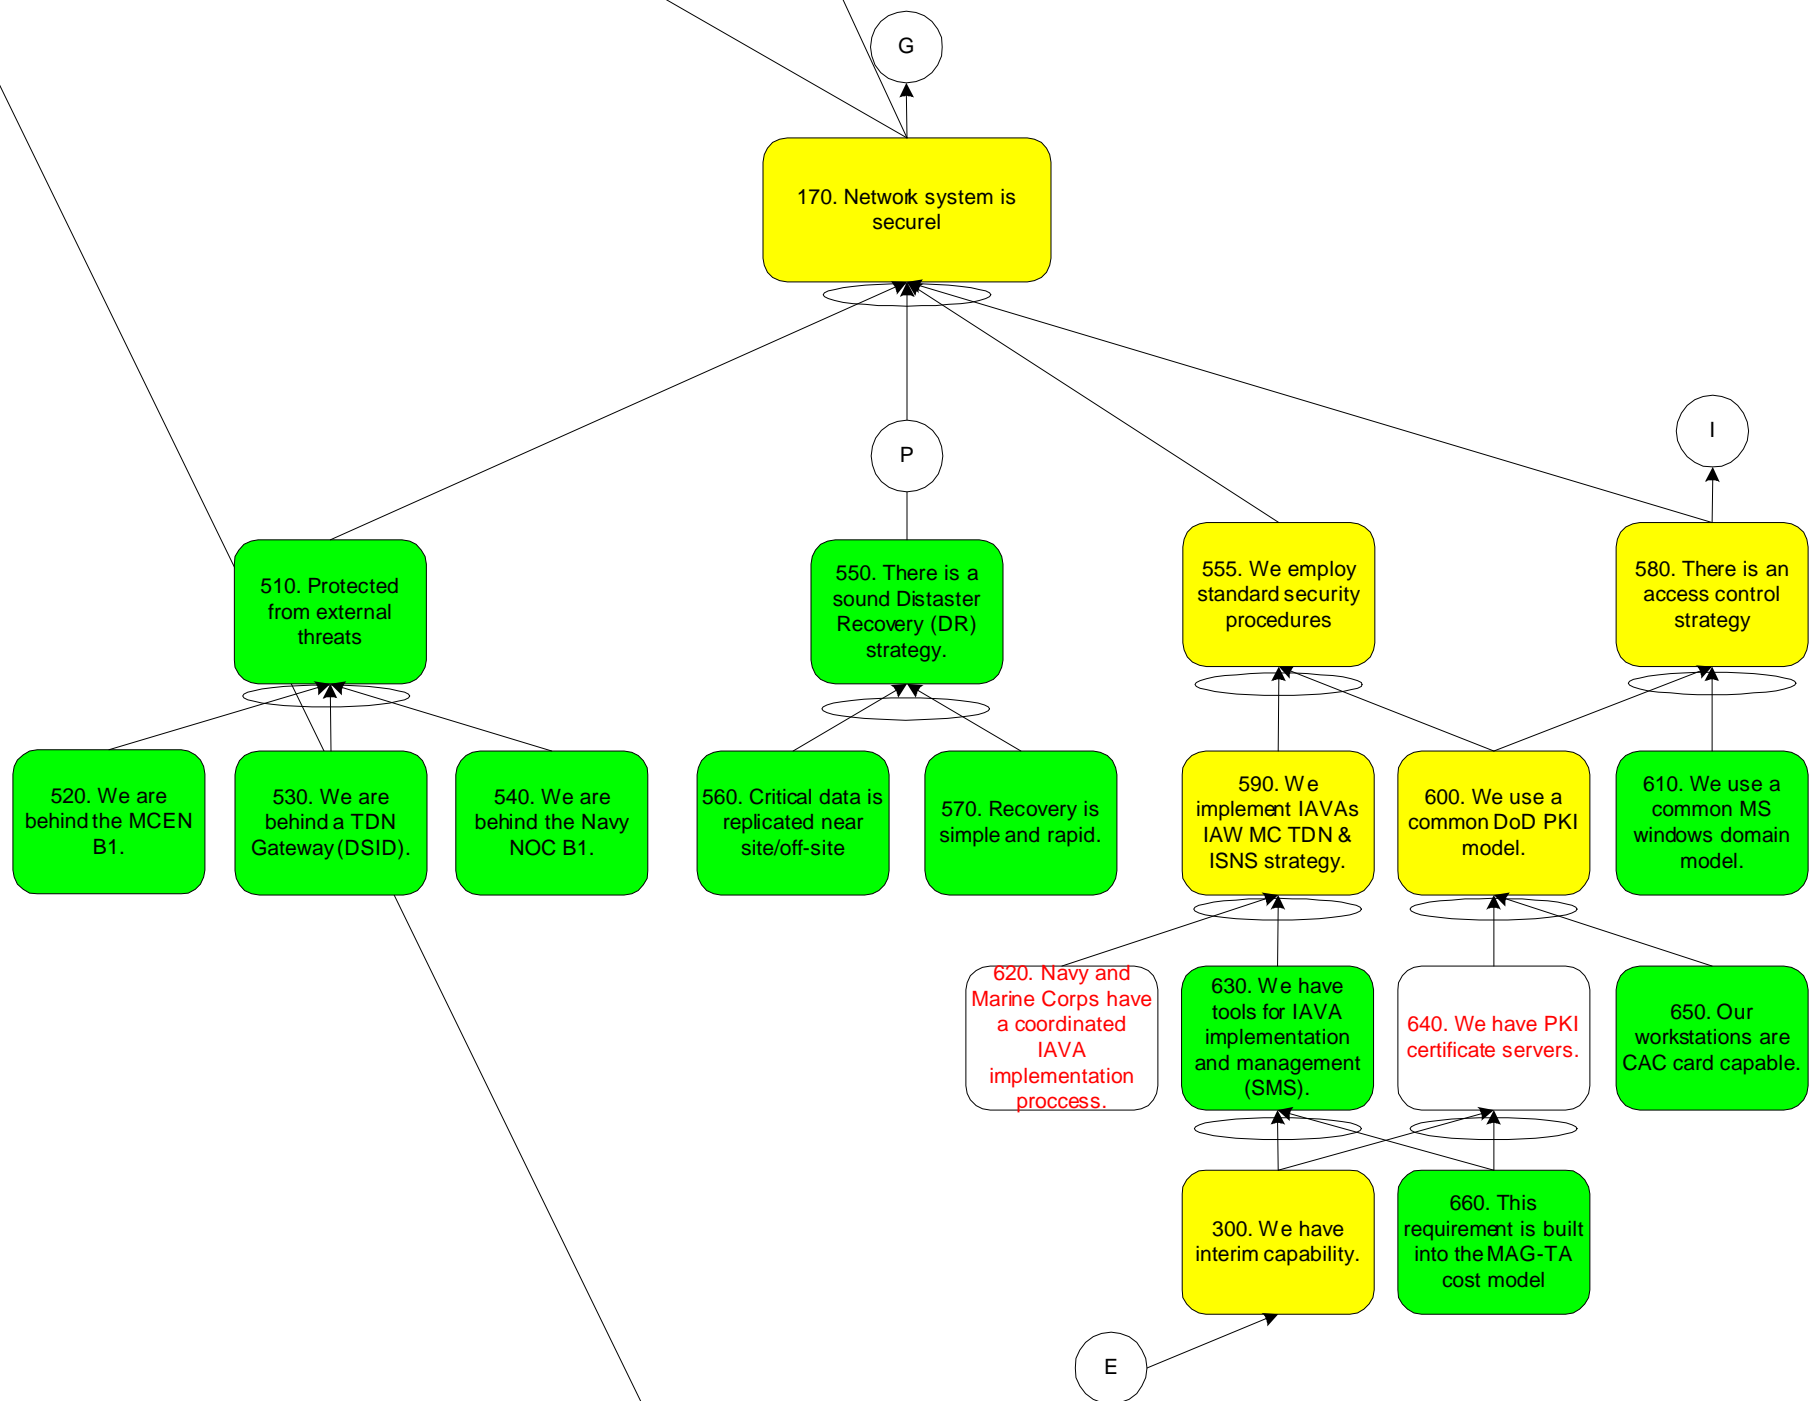 G
170. Network system is
securel
P
I
510. Protected
from external
threats
550. There is a
sound Distaster
Recovery (DR)
strategy.
555. We employ
standard security
procedures
580. There is an
access control
strategy
520. We are
behind the MCEN
B1.
530. We are
behind a TDN
Gateway (DSID).
540. We are
behind the Navy
NOC B1.
560. Critical data is
replicated near
site/off-site
570. Recovery is
simple and rapid.
590. We
implement IAVAs
IAW MC TDN &
ISNS strategy.
600. We use a
common DoD PKI
model.
610. We use a
common MS
windows domain
model.
620. Navy and
Marine Corps have
a coordinated
IAVA
implementation
proccess.
630. We have
tools for IAVA
implementation
and management
(SMS).
640. We have PKI
certificate servers.
650. Our
workstations are
CAC card capable.
300. We have
interim capability.
660. This
requirement is built
into the MAG-TA
cost model
E